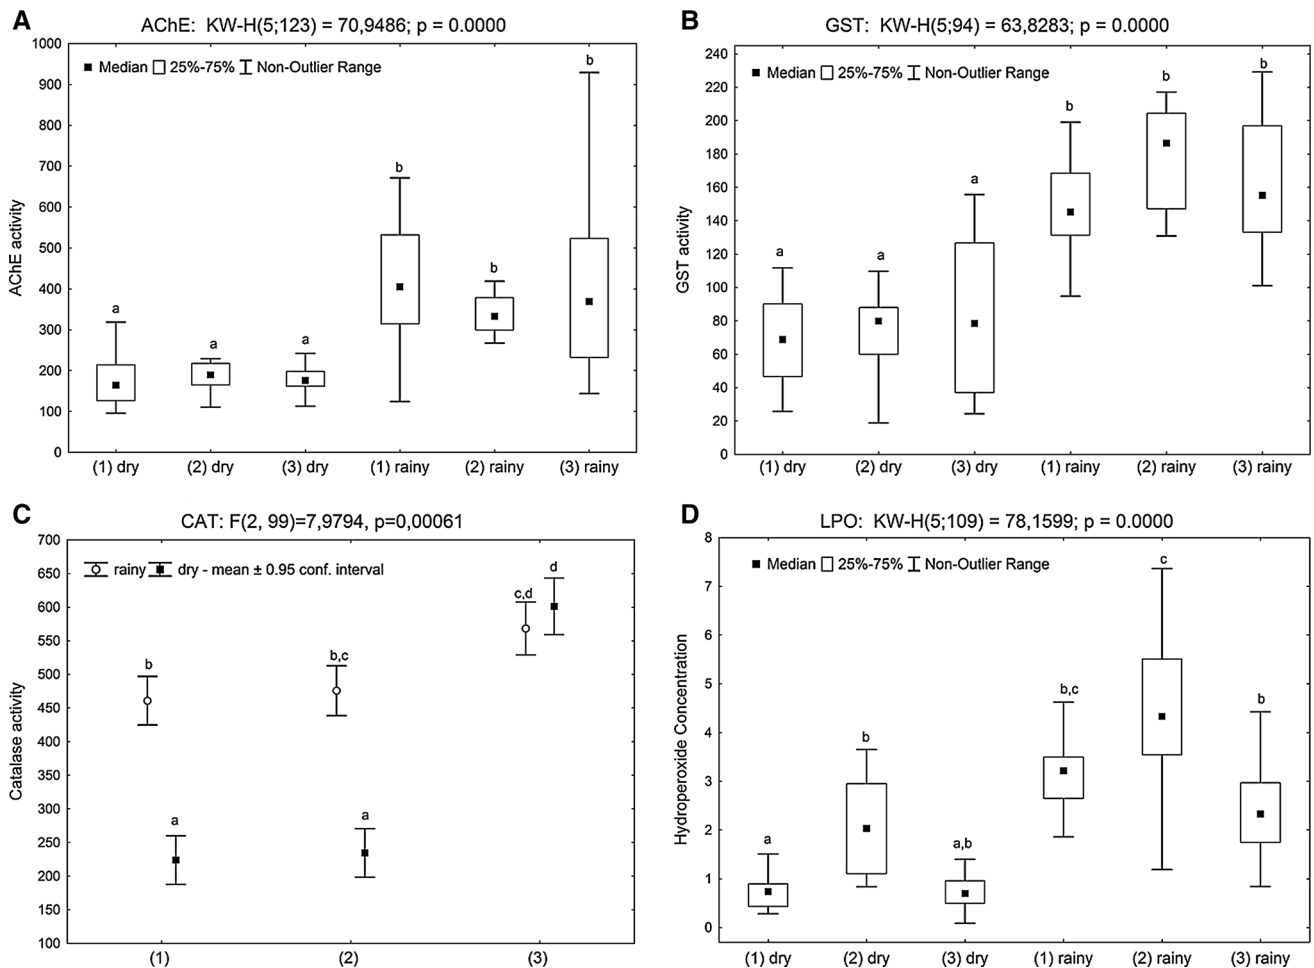 A
AChE: KW-H(5;123) = 70,9486; p = 0.0000
Median 25%-75% Non-Outlier Range
AChE activity
1000
900
800
700
600
500
400
300
200
100
0
a
a
a
b
b
b
(1) dry (2) dry (3) dry (1) rainy (2) rainy (3) rainy
B
GST: KW-H(5;94) = 63,8283; p = 0.0000
Median 25%-75% Non-Outlier Range
GST activity
240
220
200
180
160
140
120
100
80
60
40
20
0
a
a
a
b
b
b
(1) dry (2) dry (3) dry (1) rainy (2) rainy (3) rainy
C
CAT: F(2, 99)=7,9794, p=0,00061
rainy dry - mean ± 0.95 conf. interval
Catalase activity
700
650
600
550
500
450
400
350
300
250
200
150
100
b
a
b,c
a
c,d
d
(1) (2) (3)
D
LPO: KW-H(5;109) = 78,1599; p = 0.0000
Median 25%-75% Non-Outlier Range
Hydroperoxide Concentration
8
7
6
5
4
3
2
1
0
a
b
a,b
b,c
c
b
(1) dry (2) dry (3) dry (1) rainy (2) rainy (3) rainy